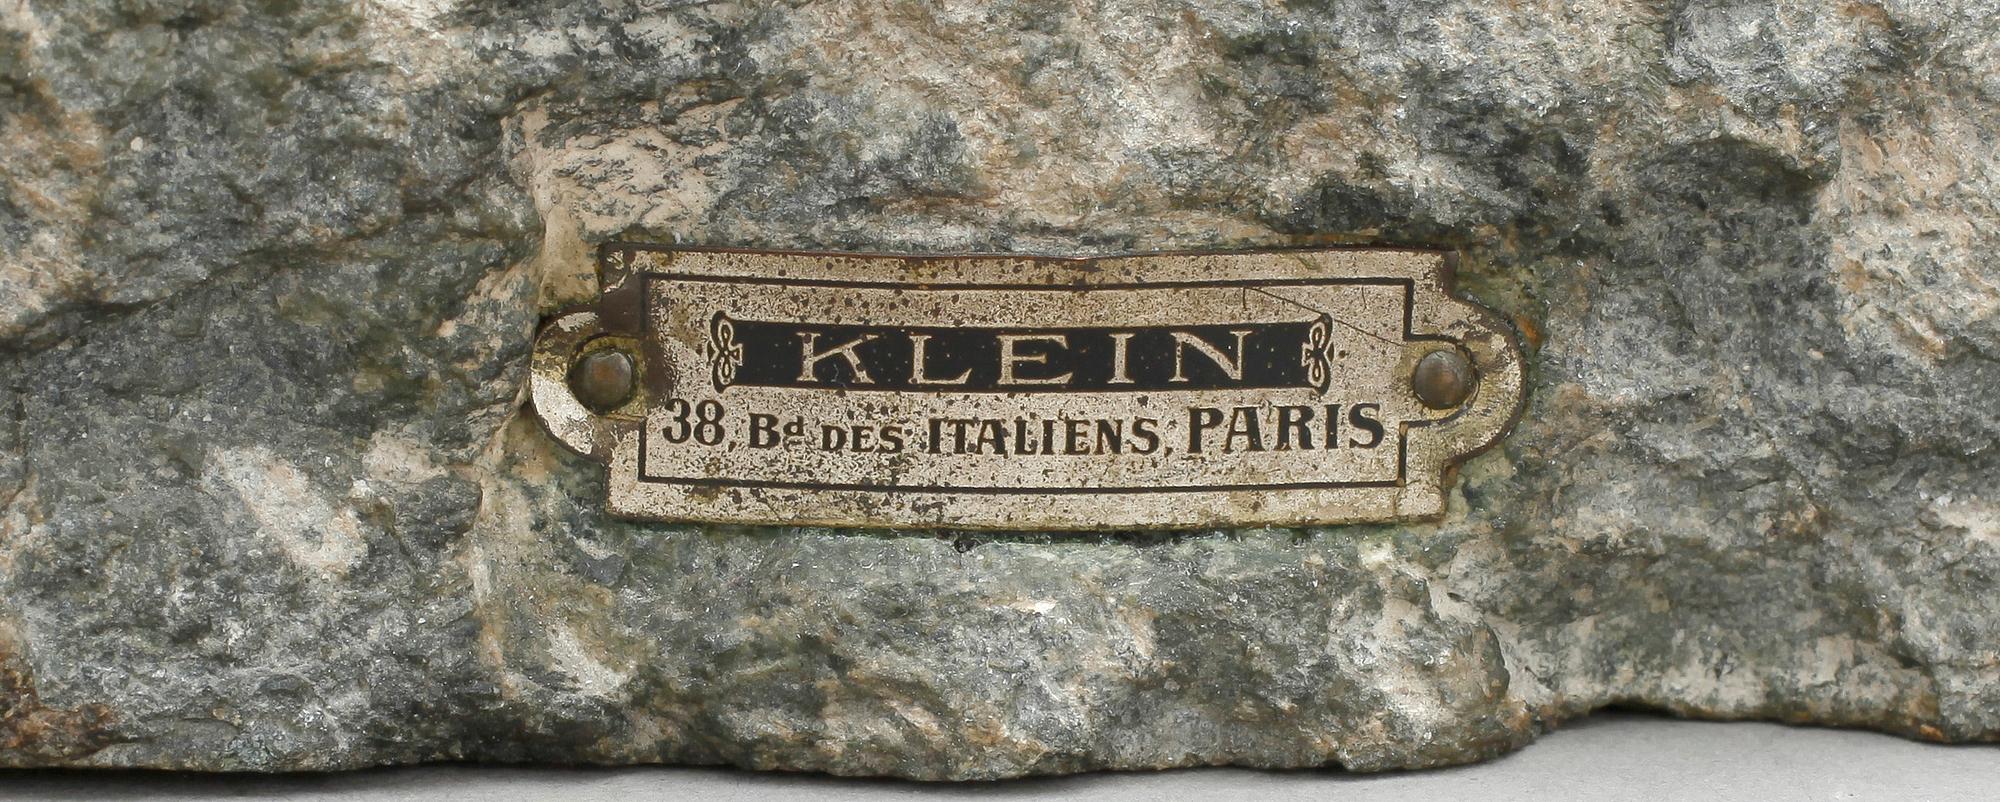 KLEIN
38, Bd DES ITALIENS, PARIS